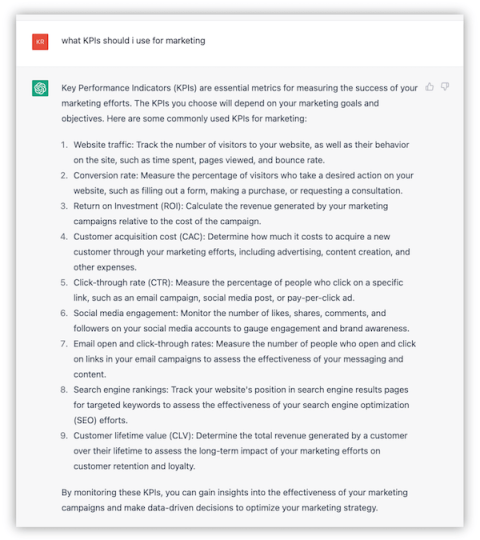 KR
what KPIs should i use for marketing
Key Performance Indicators (KPIs) are essential metrics for measuring the success of your
marketing efforts. The KPIs you choose will depend on your marketing goals and
objectives. Here are some commonly used KPIs for marketing:
1. Website traffic: Track the number of visitors to your website, as well as their behavior
on the site, such as time spent, pages viewed, and bounce rate.
2. Conversion rate: Measure the percentage of visitors who take a desired action on your
website, such as filling out a form, making a purchase, or requesting a consultation.
3. Return on Investment (ROI): Calculate the revenue generated by your marketing
campaigns relative to the cost of the campaign.
4. Customer acquisition cost (CAC): Determine how much it costs to acquire a new
customer through your marketing efforts, including advertising, content creation, and
other expenses.
5. Click-through rate (CTR): Measure the percentage of people who click on a specific
link, such as an email campaign, social media post, or pay-per-click ad.
6. Social media engagement: Monitor the number of likes, shares, comments, and
followers on your social media accounts to gauge engagement and brand awareness.
7. Email open and click-through rates: Measure the number of people who open and click
on links in your email campaigns to assess the effectiveness of your messaging and
content.
8. Search engine rankings: Track your website's position in search engine results pages
for targeted keywords to assess the effectiveness of your search engine optimization
(SEO) efforts.
9. Customer lifetime value (CLV): Determine the total revenue generated by a customer
over their lifetime to assess the long-term impact of your marketing efforts on
customer retention and loyalty.
By monitoring these KPIs, you can gain insights into the effectiveness of your marketing
campaigns and make data-driven decisions to optimize your marketing strategy.